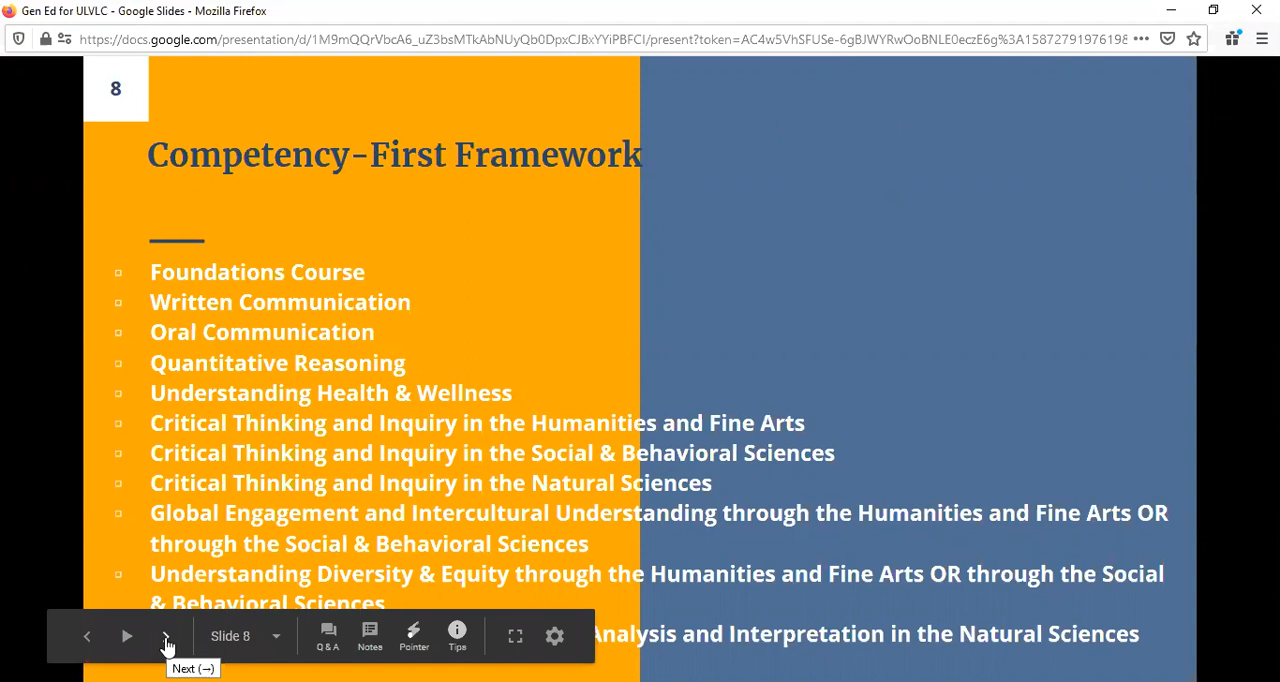 Gen Ed for ULVLC - Google Slides - Mozilla Firefox
https://docs.google.com/presentation/d/1M9mQQrVbcA6_uZ3bsMTkAbNUyQb0DpxCJBxYYiPBFCI/present?token=AC4w5VhSFUSe-6gBJWYRwOoBNLE0eczE6g%3A15872791976198
8
Competency-First Framework
Foundations Course
Written Communication
Oral Communication
Quantitative Reasoning
Understanding Health & Wellness
Critical Thinking and Inquiry in the Humanities and Fine Arts
Critical Thinking and Inquiry in the Social & Behavioral Sciences
Critical Thinking and Inquiry in the Natural Sciences
Global Engagement and Intercultural Understanding through the Humanities and Fine Arts OR
through the Social & Behavioral Sciences
Understanding Diversity & Equity through the Humanities and Fine Arts OR through the Social
& Behavioral Sciences
Analysis and Interpretation in the Natural Sciences
Slide 8
Q & A Notes Pointer Tips
Next (→)